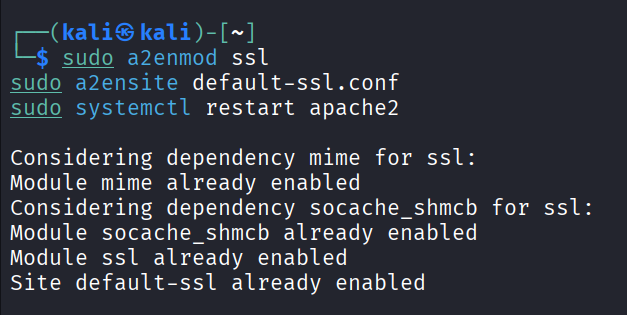 ┌──(kali㉿kali)-[~]
└─$ sudo a2enmod ssl
sudo a2ensite default-ssl.conf
sudo systemctl restart apache2
Considering dependency mime for ssl:
Module mime already enabled
Considering dependency socache_shmcb for ssl:
Module socache_shmcb already enabled
Module ssl already enabled
Site default-ssl already enabled